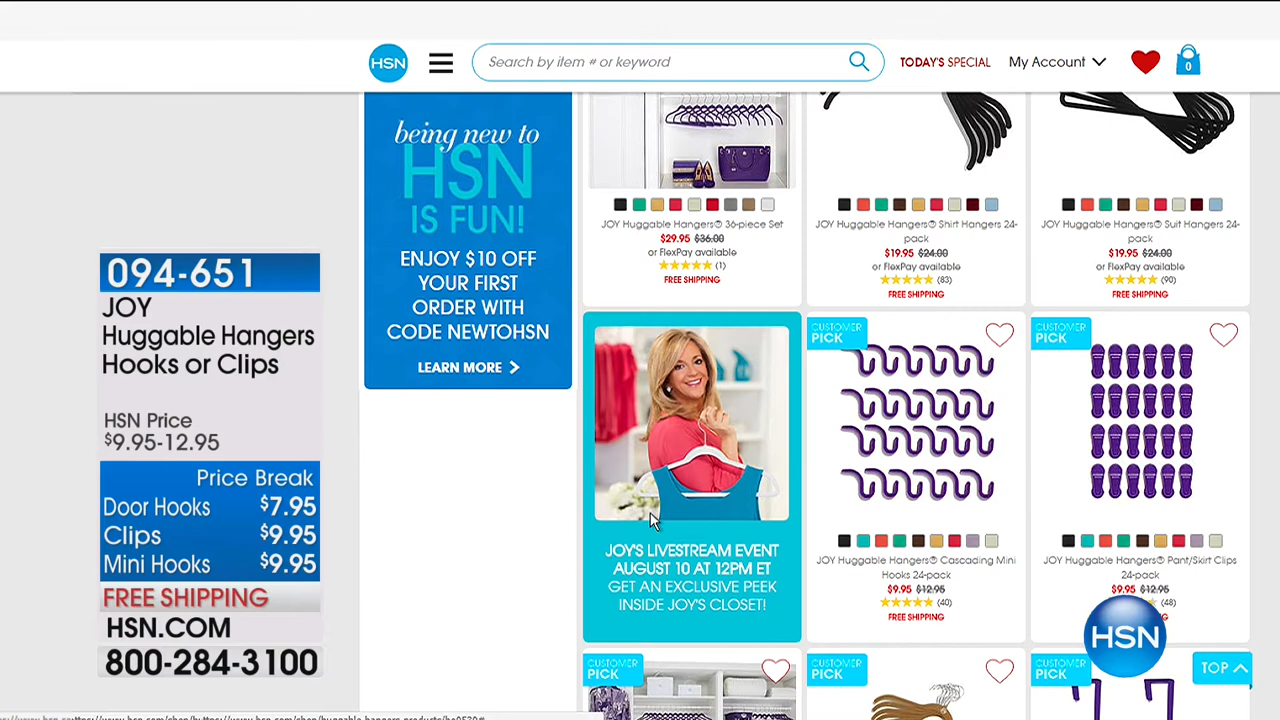 HSN
Search by item # or keyword
TODAY'S SPECIAL
My Account
0
being new to
HSN
IS FUN!
ENJOY $10 OFF
YOUR FIRST
ORDER WITH
CODE NEWTOHSN
LEARN MORE >
JOY Huggable Hangers® 36-piece Set
$29.95 $36.00
or FlexPay available
(1)
FREE SHIPPING
JOY Huggable Hangers® Shirt Hangers 24-
pack
$19.95 $24.00
or FlexPay available
(83)
FREE SHIPPING
JOY Huggable Hangers® Suit Hangers 24-
pack
$19.95 $24.00
or FlexPay available
(90)
FREE SHIPPING
094-651
JOY
Huggable Hangers
Hooks or Clips
HSN Price
$9.95-12.95
Price Break
Door Hooks $7.95
Clips $9.95
Mini Hooks $9.95
FREE SHIPPING
HSN.COM
800-284-3100
JOY'S LIVESTREAM EVENT
AUGUST 10 AT 12PM ET
GET AN EXCLUSIVE PEEK
INSIDE JOY'S CLOSET!
CUSTOMER
PICK
JOY Huggable Hangers® Cascading Mini
Hooks 24-pack
$9.95 $12.95
(40)
FREE SHIPPING
CUSTOMER
PICK
JOY Huggable Hangers® Pant/Skirt Clips
24-pack
$9.95 $12.95
(48)
HSN
TOP
CUSTOMER
PICK
CUSTOMER
PICK
CUSTOMER
PICK